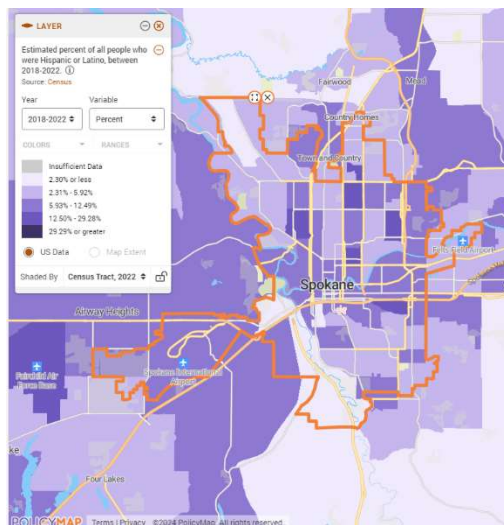 LAYER
Estimated percent of all people who
were Hispanic or Latino, between
2018-2022.
Source: Census
Year Variable
2018-2022 Percent
COLORS RANGES
Insufficient Data
2.30% or less
2.31% - 5.92%
5.93% - 12.49%
12.50% - 29.28%
29.29% or greater
US Data Map Extent
Shaded By Census Tract, 2022
Fairwood
Mead
Country Homes
Town and Country
Felts Field Airport
Spokane
Airway Heights
Fairchild Air
Force Base
Spokane International
Airport
Four Lakes
POLICYMAP Terms | Privacy ©2024 PolicyMap. All rights reserved.